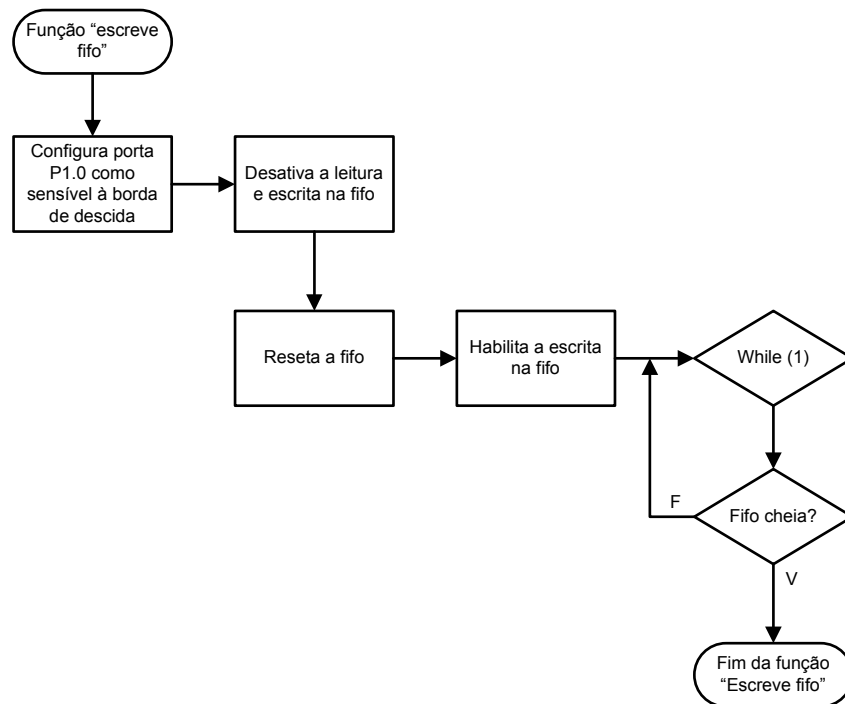 Função “escreve
fifo”
Configura porta
P1.0 como
sensível à borda
de descida
Desativa a leitura
e escrita na fifo
Reseta a fifo
Habilita a escrita
na fifo
While (1)
F
Fifo cheia?
V
Fim da função
“Escreve fifo”